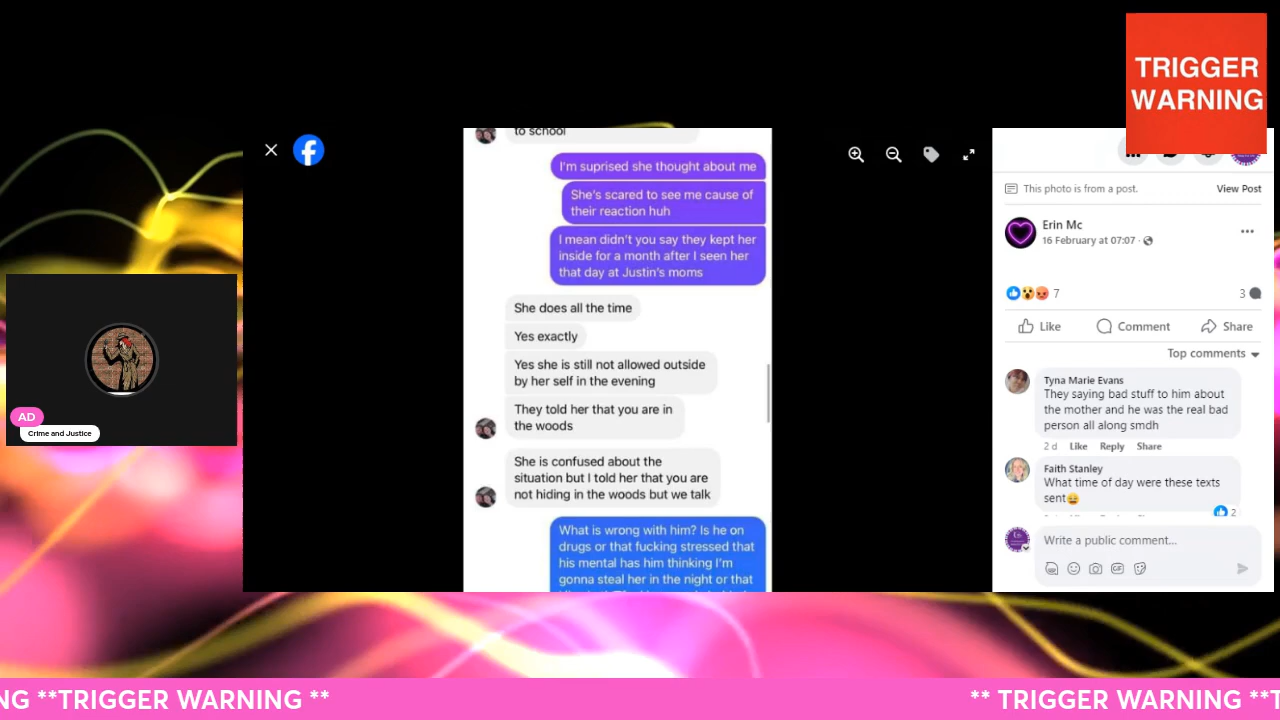 TRIGGER
WARNING
to school
I'm suprised she thought about me
She's scared to see me cause of
their reaction huh
I mean didn't you say they kept her
inside for a month after I seen her
that day at Justin's moms
She does all the time
Yes exactly
Yes she is still not allowed outside
by her self in the evening
They told her that you are in
the woods
She is confused about the
situation but I told her that you are
not hiding in the woods but we talk
What is wrong with him? Is he on
drugs or that fucking stressed that
his mental has him thinking I'm
gonna steal her in the night or that
This photo is from a post.
View Post
Erin Mc
16 February at 07:07
7
3
Like
Comment
Share
Top comments
Tyna Marie Evans
They saying bad stuff to him about
the mother and he was the real bad
person all along smdh
2 d Like Reply Share
Faith Stanley
What time of day were these texts
sent😅
2
Write a public comment...
GIF
AD
Crime and Justice
NG **TRIGGER WARNING **
** TRIGGER WARNING **T